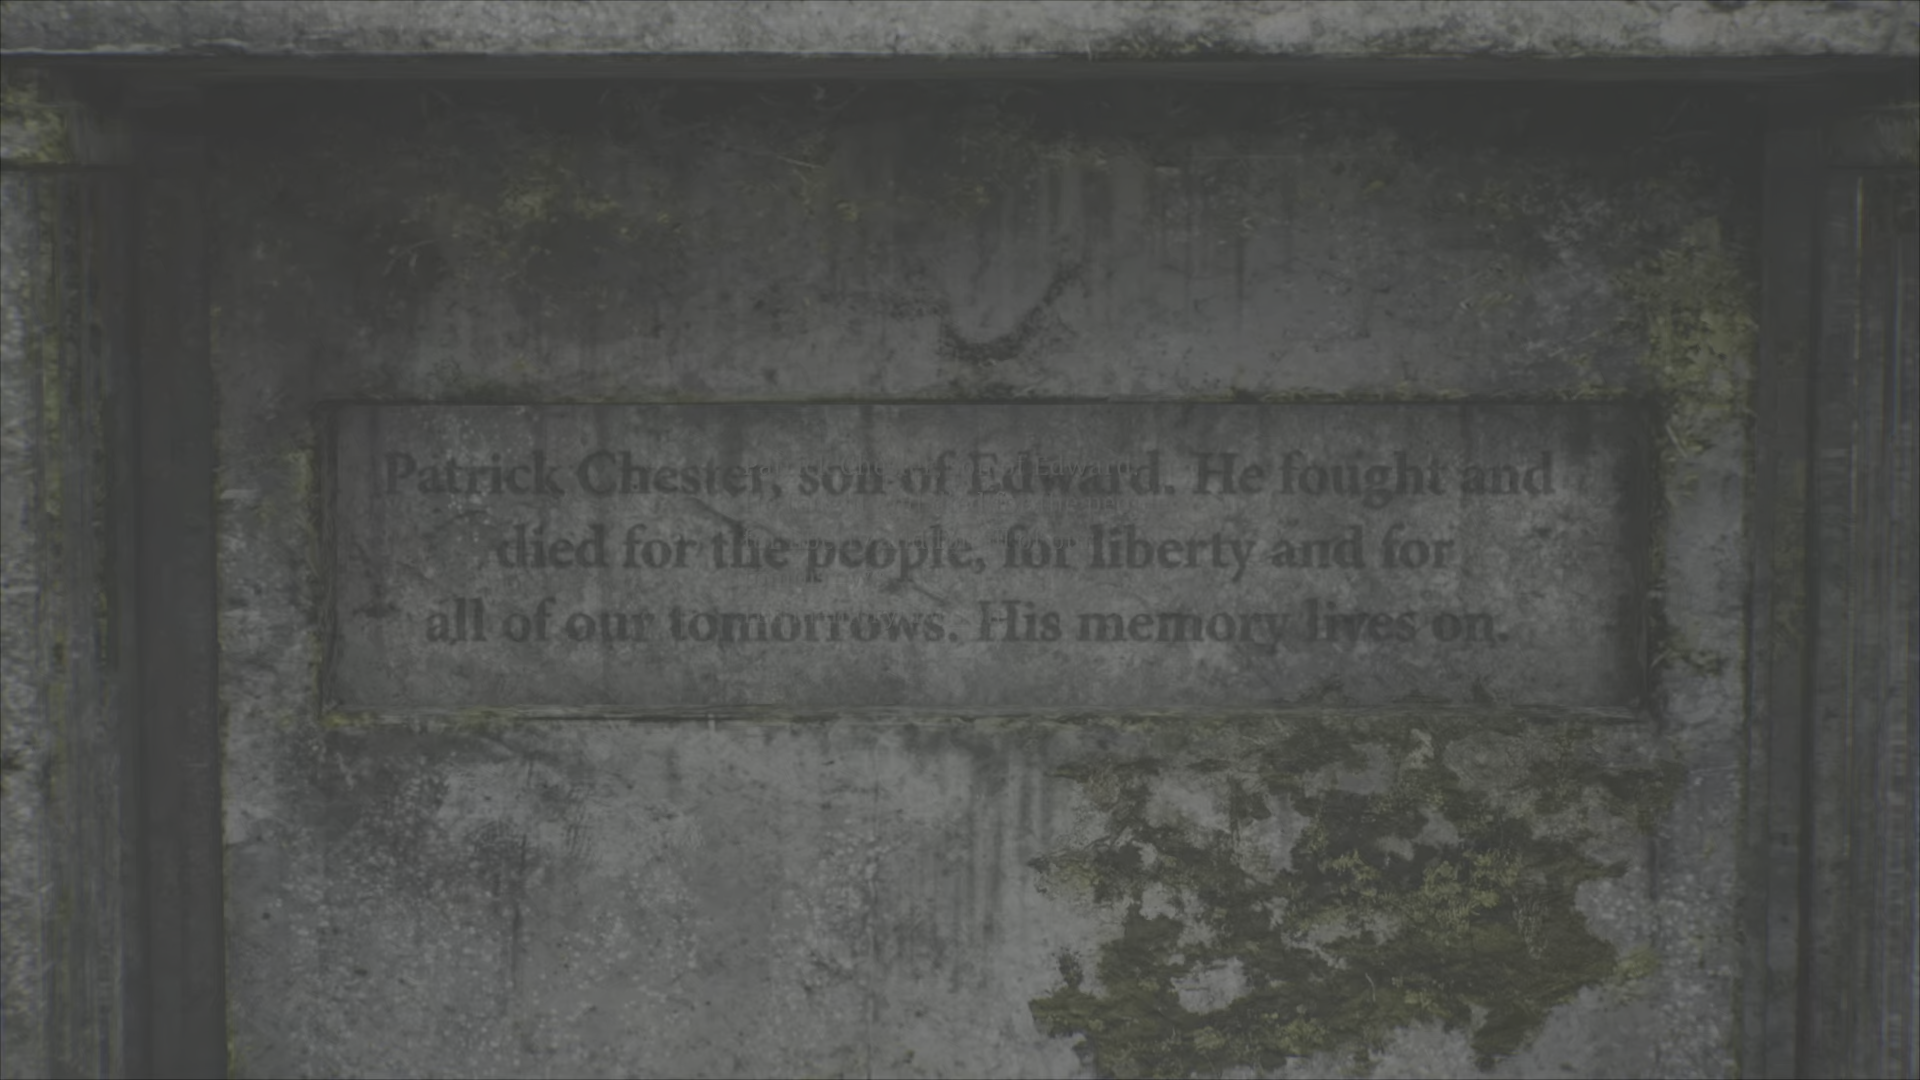 Patrick Chester, son of Edward. He fought and
died for the people, for liberty and for
all of our tomorrows. His memory lives on.